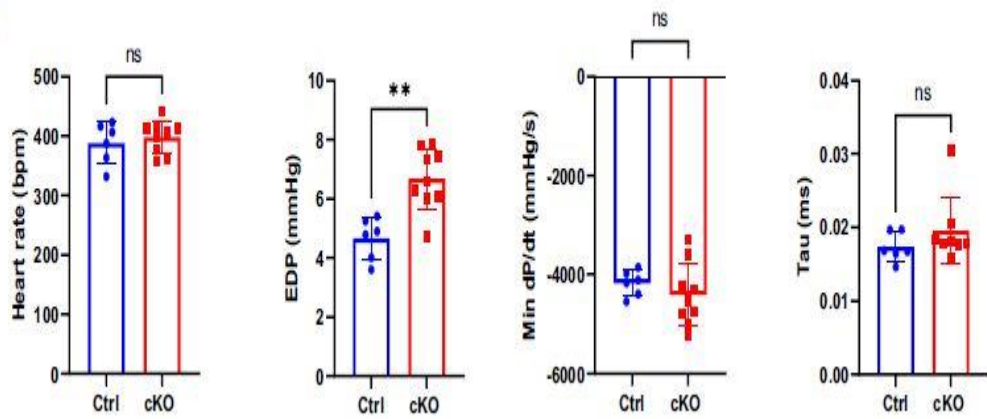 ns
500
400
300
200
100
0
Heart rate (bpm)
Ctrl cKO
**
10
8
6
4
2
0
EDP (mmHg)
Ctrl cKO
ns
0
-2000
-4000
-6000
Min dP/dt (mmHg/s)
Ctrl cKO
ns
0.04
0.03
0.02
0.01
0.00
Tau (ms)
Ctrl cKO